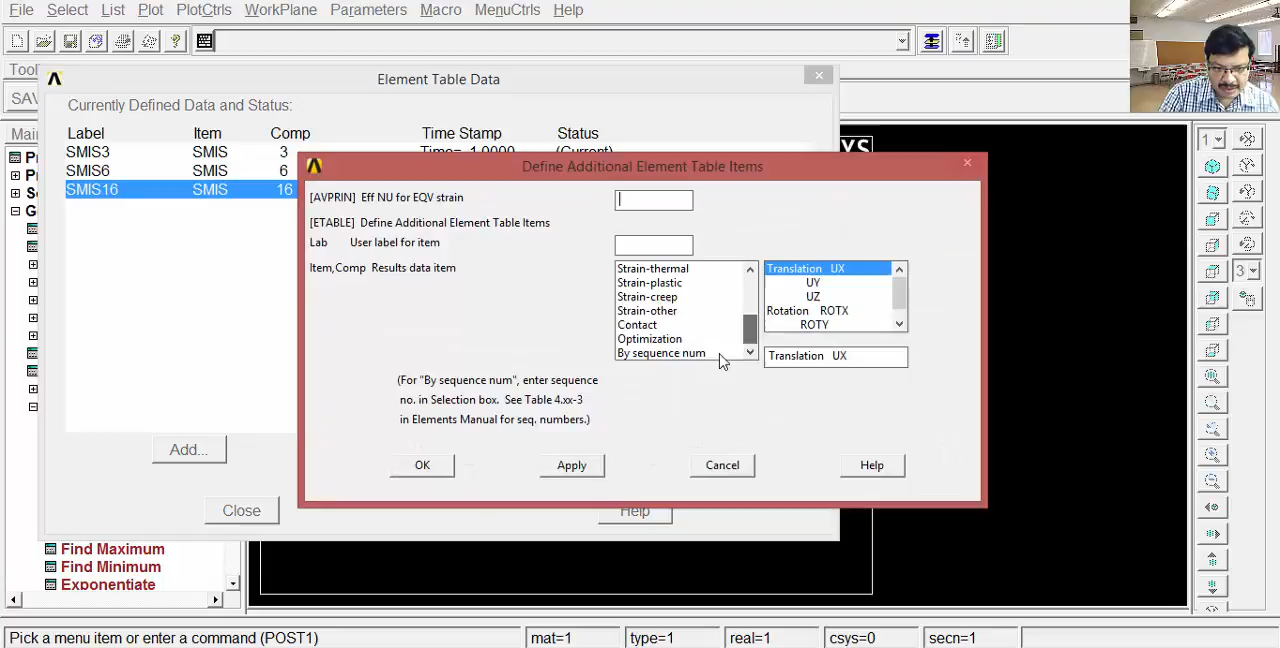 File Select List Plot PlotCtrls WorkPlane Parameters Macro MenuCtrls Help
Tool
SAV
Main
Element Table Data
Currently Defined Data and Status:
Label Item Comp Time Stamp Status
SMIS3 SMIS 3 Time= 1.0000 (Current)
SMIS6 SMIS 6
SMIS16 SMIS 16
Define Additional Element Table Items
[AVPRIN] Eff NU for EQV strain
[ETABLE] Define Additional Element Table Items
Lab User label for item
Item,Comp Results data item
Strain-thermal
Strain-plastic
Strain-creep
Strain-other
Contact
Optimization
By sequence num
Translation UX
UY
UZ
Rotation ROTX
ROTY
Translation UX
(For "By sequence num", enter sequence
no. in Selection box. See Table 4.xx-3
in Elements Manual for seq. numbers.)
OK Apply Cancel Help
Add...
Close Help
Find Maximum
Find Minimum
Exponentiate
1
3
Pick a menu item or enter a command (POST1) mat=1 type=1 real=1 csys=0 secn=1